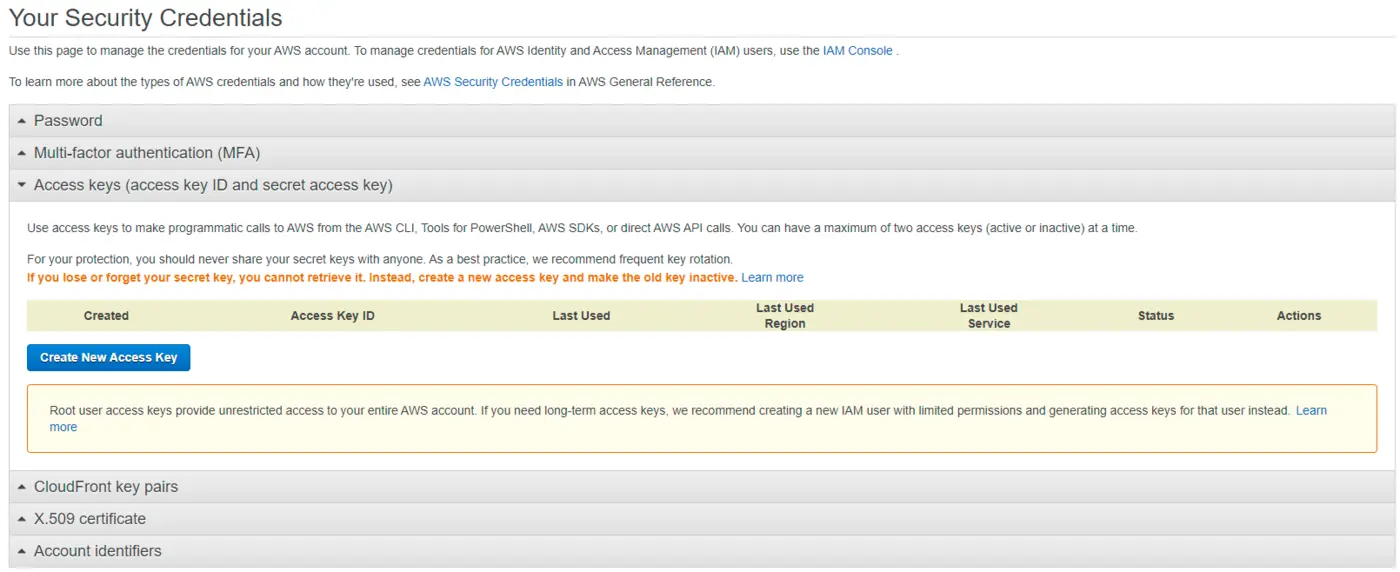 Your Security Credentials
Use this page to manage the credentials for your AWS account. To manage credentials for AWS Identity and Access Management (IAM) users, use the IAM Console .
To learn more about the types of AWS credentials and how they're used, see AWS Security Credentials in AWS General Reference.
Password
Multi-factor authentication (MFA)
Access keys (access key ID and secret access key)
Use access keys to make programmatic calls to AWS from the AWS CLI, Tools for PowerShell, AWS SDKs, or direct AWS API calls. You can have a maximum of two access keys (active or inactive) at a time.
For your protection, you should never share your secret keys with anyone. As a best practice, we recommend frequent key rotation.
If you lose or forget your secret key, you cannot retrieve it. Instead, create a new access key and make the old key inactive. Learn more
Created Access Key ID Last Used Last Used Region Last Used Service Status Actions
Create New Access Key
Root user access keys provide unrestricted access to your entire AWS account. If you need long-term access keys, we recommend creating a new IAM user with limited permissions and generating access keys for that user instead. Learn
more
CloudFront key pairs
X.509 certificate
Account identifiers